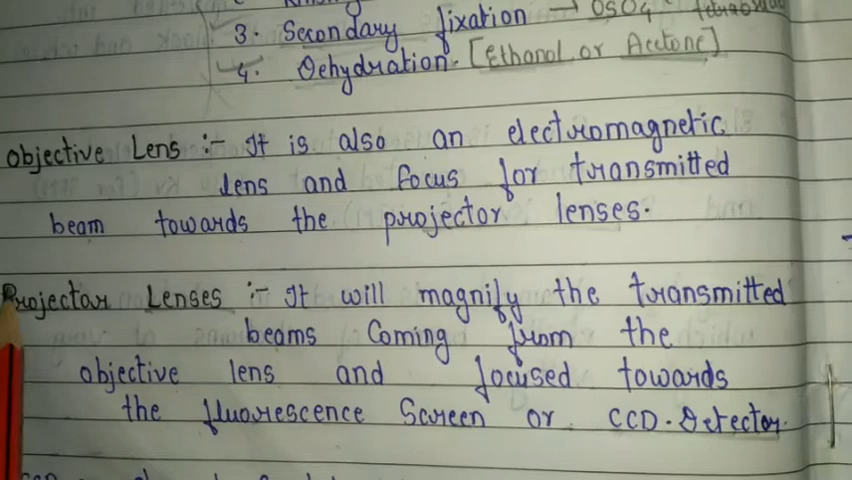 3. Secondary fixation → OsO4
4. Dehydration. [Ethanol or Acetone]
Objective Lens :- It is also an electromagnetic
lens and focus for transmitted
beam towards the projector lenses.
Projectar Lenses :- It will magnify the transmitted
beams Coming from the
objective lens and focused towards
the fluorescence Screen or CCD. Detector.